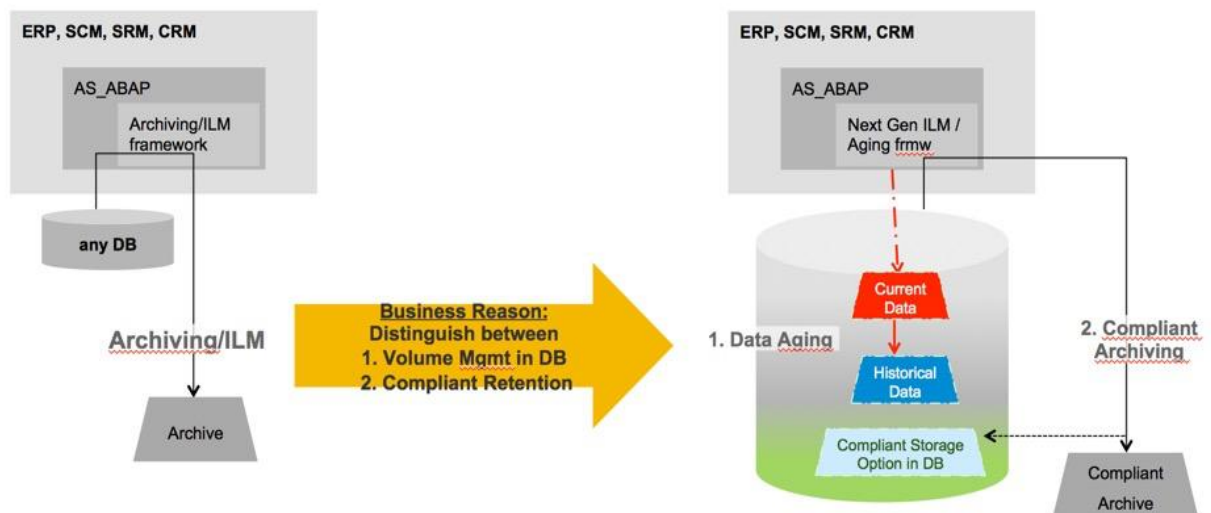 ERP, SCM, SRM, CRM
AS_ABAP
Archiving/ILM
framework
any DB
Archiving/ILM
Archive
Business Reason:
Distinguish between
1. Volume Mgmt in DB
2. Compliant Retention
ERP, SCM, SRM, CRM
AS_ABAP
Next Gen ILM /
Aging frmw
Current
Data
1. Data Aging
Historical
Data
Compliant Storage
Option in DB
2. Compliant
Archiving
Compliant
Archive